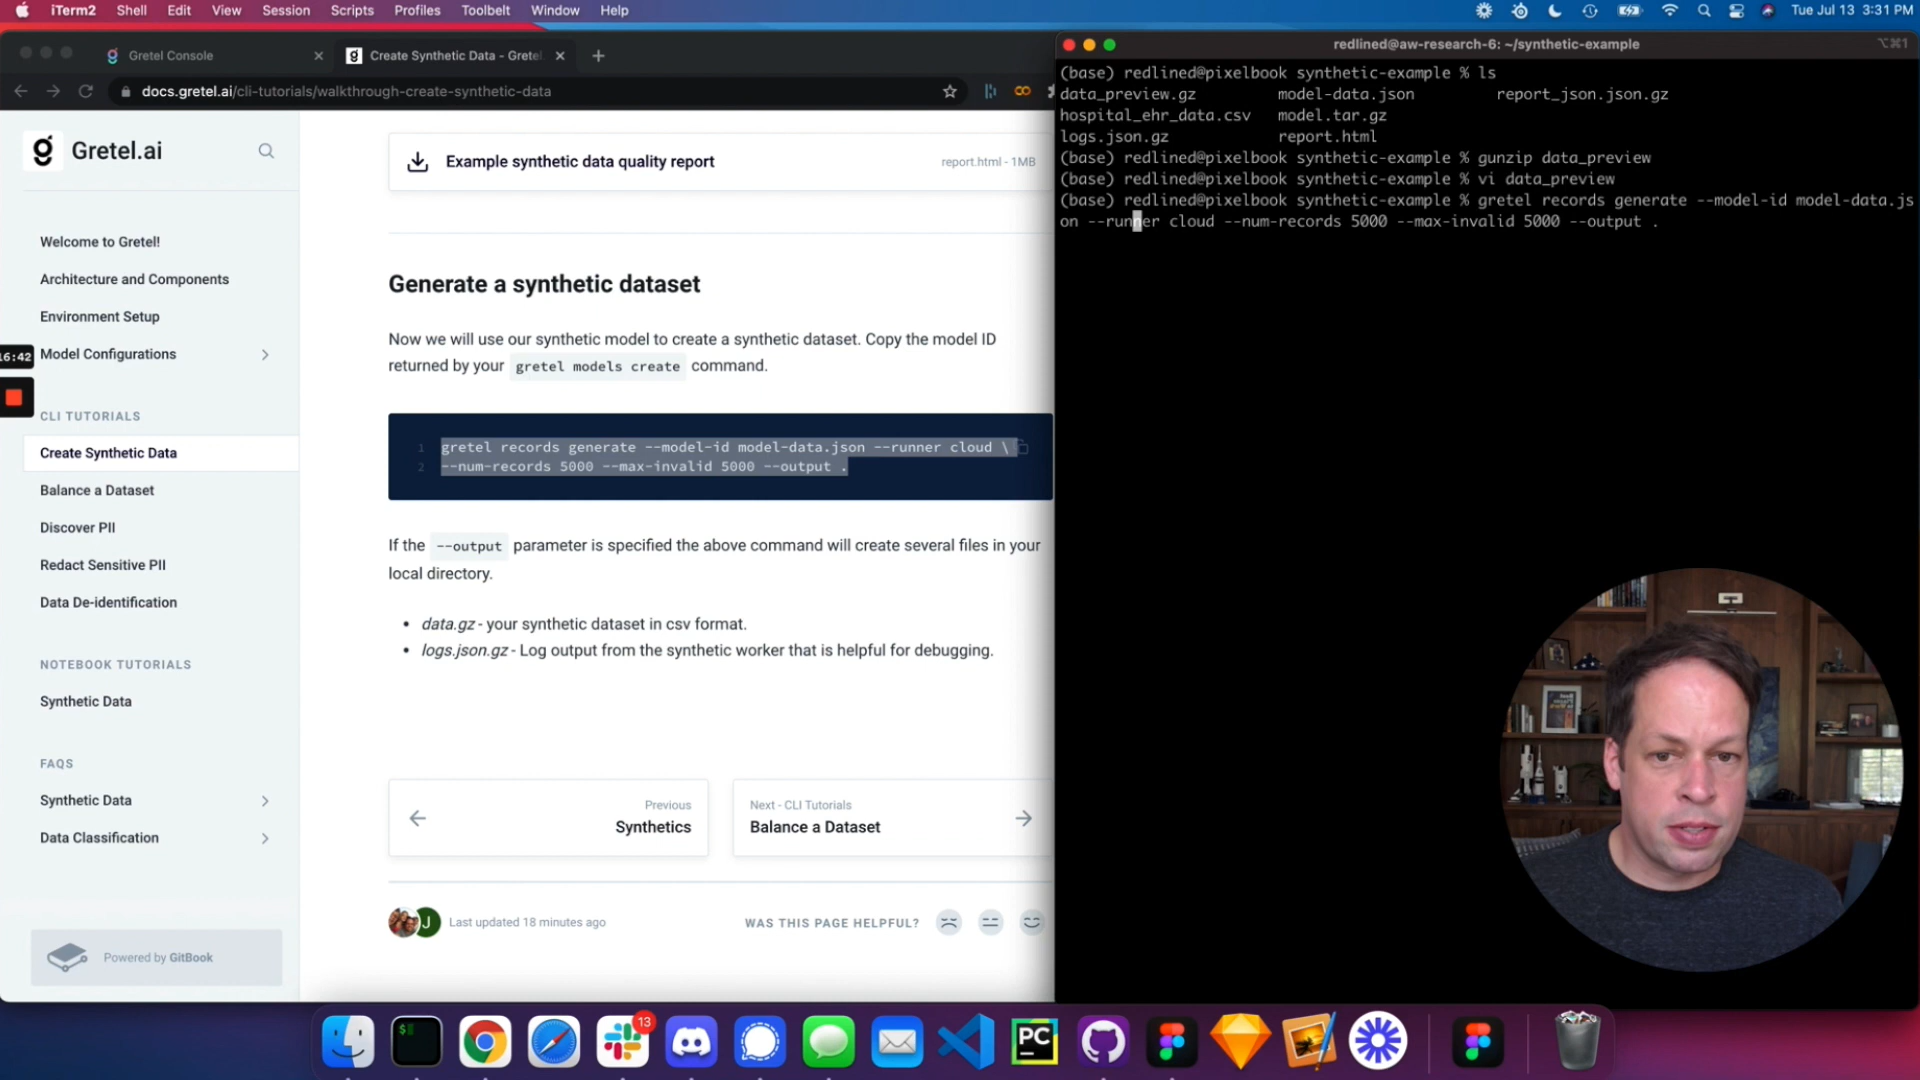 iTerm2 Shell Edit View Session Scripts Profiles Toolbelt Window Help
Tue Jul 13 3:31 PM
Gretel Console
Create Synthetic Data - Gretel
docs.gretel.ai/cli-tutorials/walkthrough-create-synthetic-data
Gretel.ai
Welcome to Gretel!
Architecture and Components
Environment Setup
16:42
Model Configurations
CLI TUTORIALS
Create Synthetic Data
Balance a Dataset
Discover PII
Redact Sensitive PII
Data De-identification
NOTEBOOK TUTORIALS
Synthetic Data
FAQS
Synthetic Data
Data Classification
Powered by GitBook
Example synthetic data quality report
report.html - 1MB
Generate a synthetic dataset
Now we will use our synthetic model to create a synthetic dataset. Copy the model ID
returned by your gretel models create command.
1 gretel records generate --model-id model-data.json --runner cloud \
2 --num-records 5000 --max-invalid 5000 --output .
If the --output parameter is specified the above command will create several files in your
local directory.
• data.gz - your synthetic dataset in csv format.
• logs.json.gz - Log output from the synthetic worker that is helpful for debugging.
Previous
Synthetics
Next - CLI Tutorials
Balance a Dataset
J
Last updated 18 minutes ago
WAS THIS PAGE HELPFUL?
redlined@aw-research-6: ~/synthetic-example
⌥⌘1
(base) redlined@pixelbook synthetic-example % ls
data_preview.gz model-data.json report_json.json.gz
hospital_ehr_data.csv model.tar.gz
logs.json.gz report.html
(base) redlined@pixelbook synthetic-example % gunzip data_preview
(base) redlined@pixelbook synthetic-example % vi data_preview
(base) redlined@pixelbook synthetic-example % gretel records generate --model-id model-data.js
on --runner cloud --num-records 5000 --max-invalid 5000 --output .
13
PC